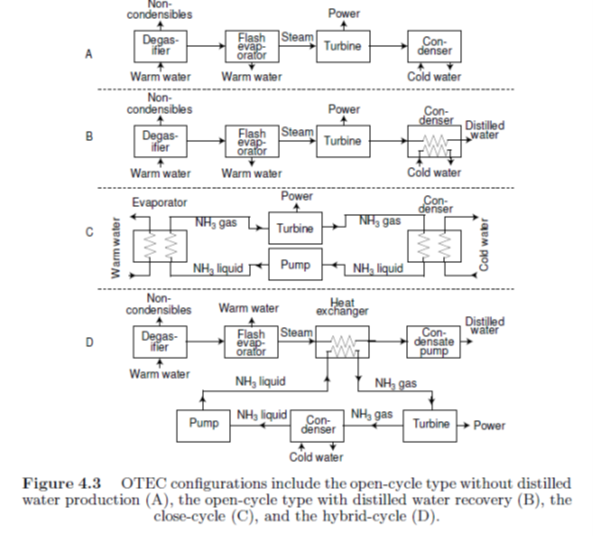 Non-
condensibles
Power
A
Degas-
ifier
Flash
evap-
orator
Steam
Turbine
Con-
denser
Warm water
Warm water
Cold water
Non-
condensibles
Power
B
Degas-
ifier
Flash
evap-
orator
Steam
Turbine
Con-
denser
Distilled
water
Warm water
Warm water
Cold water
C
Evaporator
Power
Con-
denser
Warm water
NH3 gas
Turbine
NH3 gas
Cold water
NH3 liquid
Pump
NH3 liquid
D
Non-
condensibles
Warm water
Heat
exchanger
Degas-
ifier
Flash
evap-
orator
Steam
Con-
densate
pump
Distilled
water
Warm water
NH3 liquid
NH3 gas
Pump
NH3 liquid
Con-
denser
NH3 gas
Turbine
Power
Cold water
Figure 4.3 OTEC configurations include the open-cycle type without distilled
water production (A), the open-cycle type with distilled water recovery (B), the
close-cycle (C), and the hybrid-cycle (D).